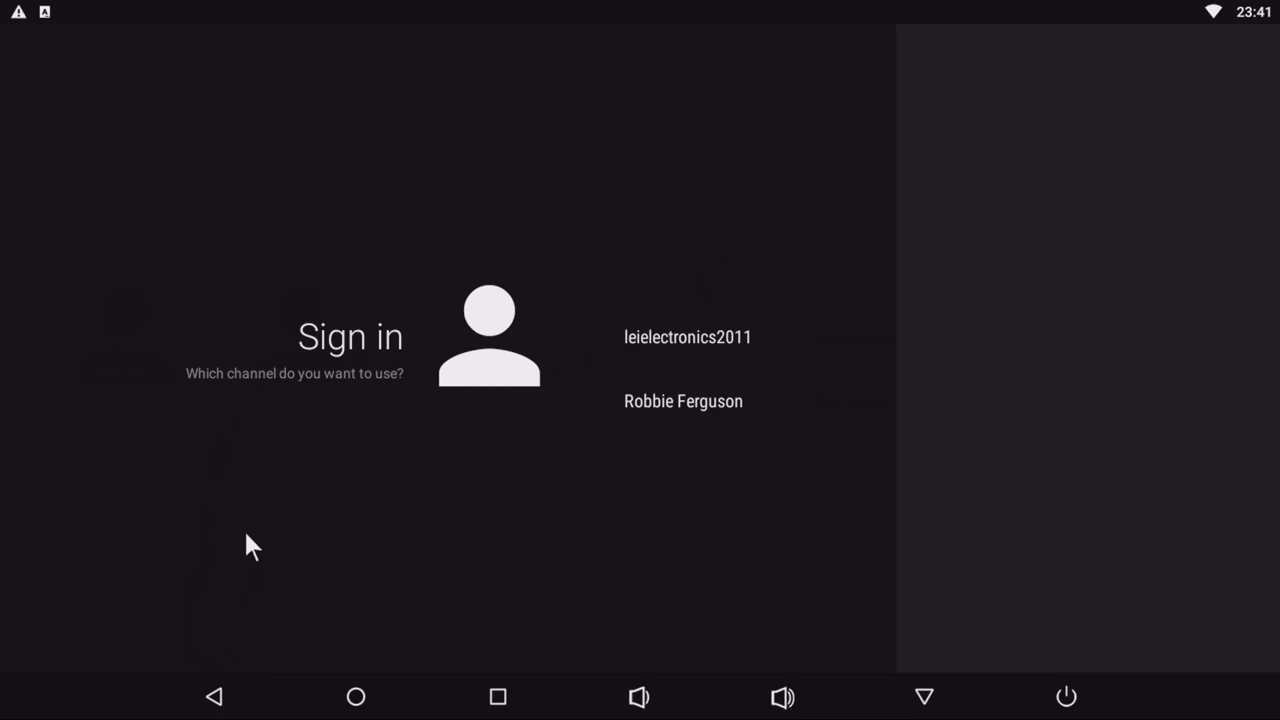 23:41
Sign in
Which channel do you want to use?
leielectronics2011
Robbie Ferguson